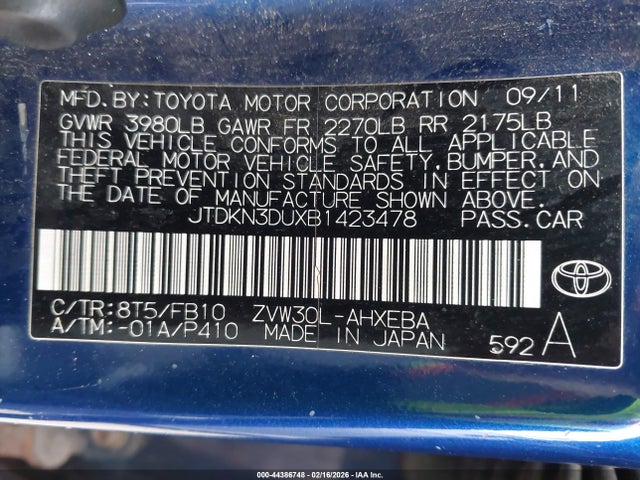 MFD.BY:TOYOTA MOTOR CORPORATION 09/11
GVWR 3980LB GAWR FR 2270LB RR 2175LB
THIS VEHICLE CONFORMS TO ALL APPLICABLE
FEDERAL MOTOR VEHICLE SAFETY,BUMPER,AND
THEFT PREVENTION STANDARDS IN EFFECT ON
THE DATE OF MANUFACTURE SHOWN ABOVE.
JTDKN3DUXB1423478 PASS.CAR
C/TR:8T5/FB10 ZVW30L-AHXEBA
A/TM:-01A/P410 MADE IN JAPAN
592 A
TOYOTA
000-44386748 - 02/16/2026 - IAA Inc.